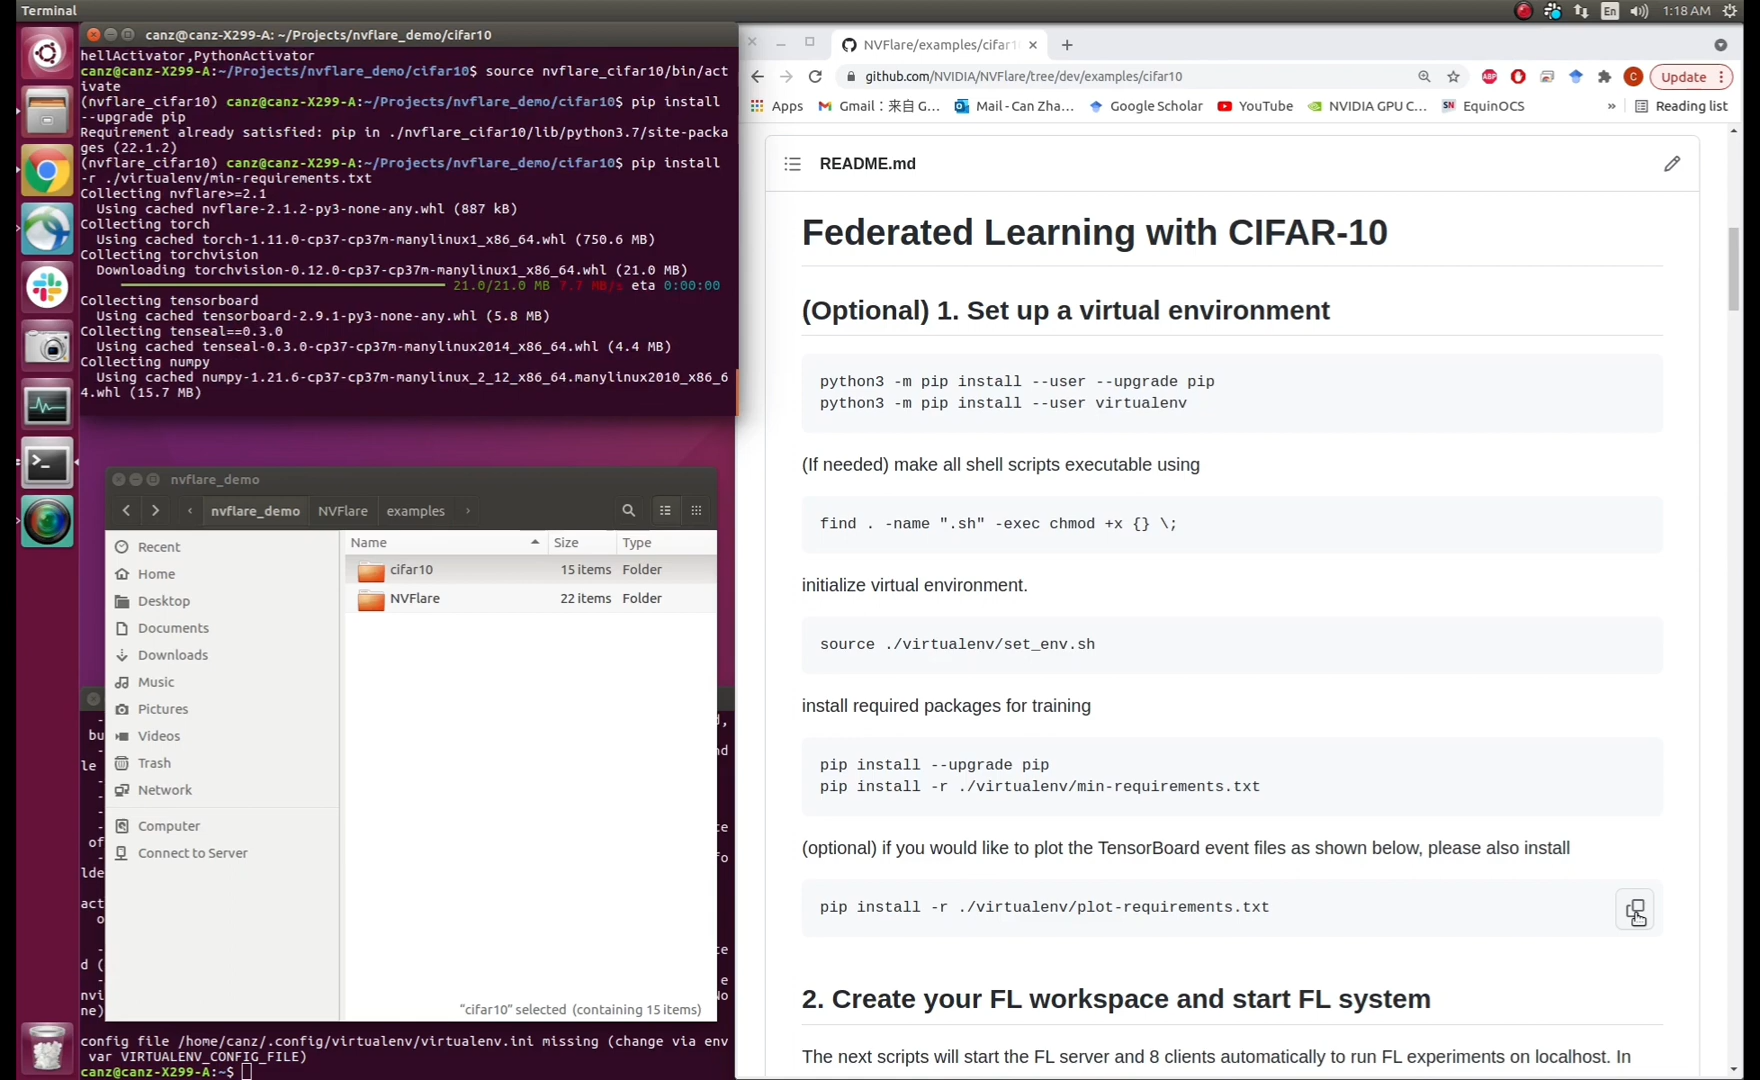 Terminal
En
1:18 AM
canz@canz-X299-A: ~/Projects/nvflare_demo/cifar10
hellActivator,PythonActivator
canz@canz-X299-A:~/Projects/nvflare_demo/cifar10$ source nvflare_cifar10/bin/act
ivate
(nvflare_cifar10) canz@canz-X299-A:~/Projects/nvflare_demo/cifar10$ pip install
--upgrade pip
Requirement already satisfied: pip in ./nvflare_cifar10/lib/python3.7/site-packa
ges (22.1.2)
(nvflare_cifar10) canz@canz-X299-A:~/Projects/nvflare_demo/cifar10$ pip install
-r ./virtualenv/min-requirements.txt
Collecting nvflare>=2.1
Using cached nvflare-2.1.2-py3-none-any.whl (887 kB)
Collecting torch
Using cached torch-1.11.0-cp37-cp37m-manylinux1_x86_64.whl (750.6 MB)
Collecting torchvision
Downloading torchvision-0.12.0-cp37-cp37m-manylinux1_x86_64.whl (21.0 MB)
21.0/21.0 MB 7.7 MB/s eta 0:00:00
Collecting tensorboard
Using cached tensorboard-2.9.1-py3-none-any.whl (5.8 MB)
Collecting tenseal==0.3.0
Using cached tenseal-0.3.0-cp37-cp37m-manylinux2014_x86_64.whl (4.4 MB)
Collecting numpy
Using cached numpy-1.21.6-cp37-cp37m-manylinux_2_12_x86_64.manylinux2010_x86_6
4.whl (15.7 MB)
nvflare_demo
nvflare_demo NVFlare examples
Name Size Type
cifar10 15 items Folder
NVFlare 22 items Folder
Recent
Home
Desktop
Documents
Downloads
Music
Pictures
Videos
Trash
Network
Computer
Connect to Server
"cifar10" selected (containing 15 items)
config file /home/canz/.config/virtualenv/virtualenv.ini missing (change via env
var VIRTUALENV_CONFIG_FILE)
canz@canz-X299-A:~$
NVFlare/examples/cifar1
github.com/NVIDIA/NVFlare/tree/dev/examples/cifar10
ABP
C
Update
Apps
Gmail：来自 G...
Mail - Can Zha...
Google Scholar
YouTube
NVIDIA GPU C...
SN EquinOCS
»
Reading list
README.md
Federated Learning with CIFAR-10
(Optional) 1. Set up a virtual environment
python3 -m pip install --user --upgrade pip
python3 -m pip install --user virtualenv
(If needed) make all shell scripts executable using
find . -name ".sh" -exec chmod +x {} \;
initialize virtual environment.
source ./virtualenv/set_env.sh
install required packages for training
pip install --upgrade pip
pip install -r ./virtualenv/min-requirements.txt
(optional) if you would like to plot the TensorBoard event files as shown below, please also install
pip install -r ./virtualenv/plot-requirements.txt
2. Create your FL workspace and start FL system
The next scripts will start the FL server and 8 clients automatically to run FL experiments on localhost. In